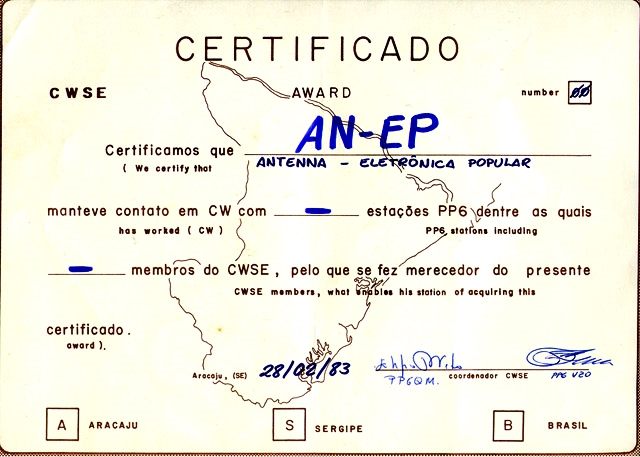 CERTIFICADO
CWSE AWARD number 00
AN-EP
Certificamos que ANTENNA - ELETRÔNICA POPULAR
( We certify that
manteve contato em CW com — estações PP6 dentre as quais
has worked ( CW ) PP6 stations including
— membros do CWSE, pelo que se fez merecedor do presente
CWSE members, what enables his station of acquiring this
certificado.
award ).
Aracaju, (SE) 28/02/83 coordenador CWSE
PP6QM. PP6 VZO
A ARACAJU S SERGIPE B BRASIL